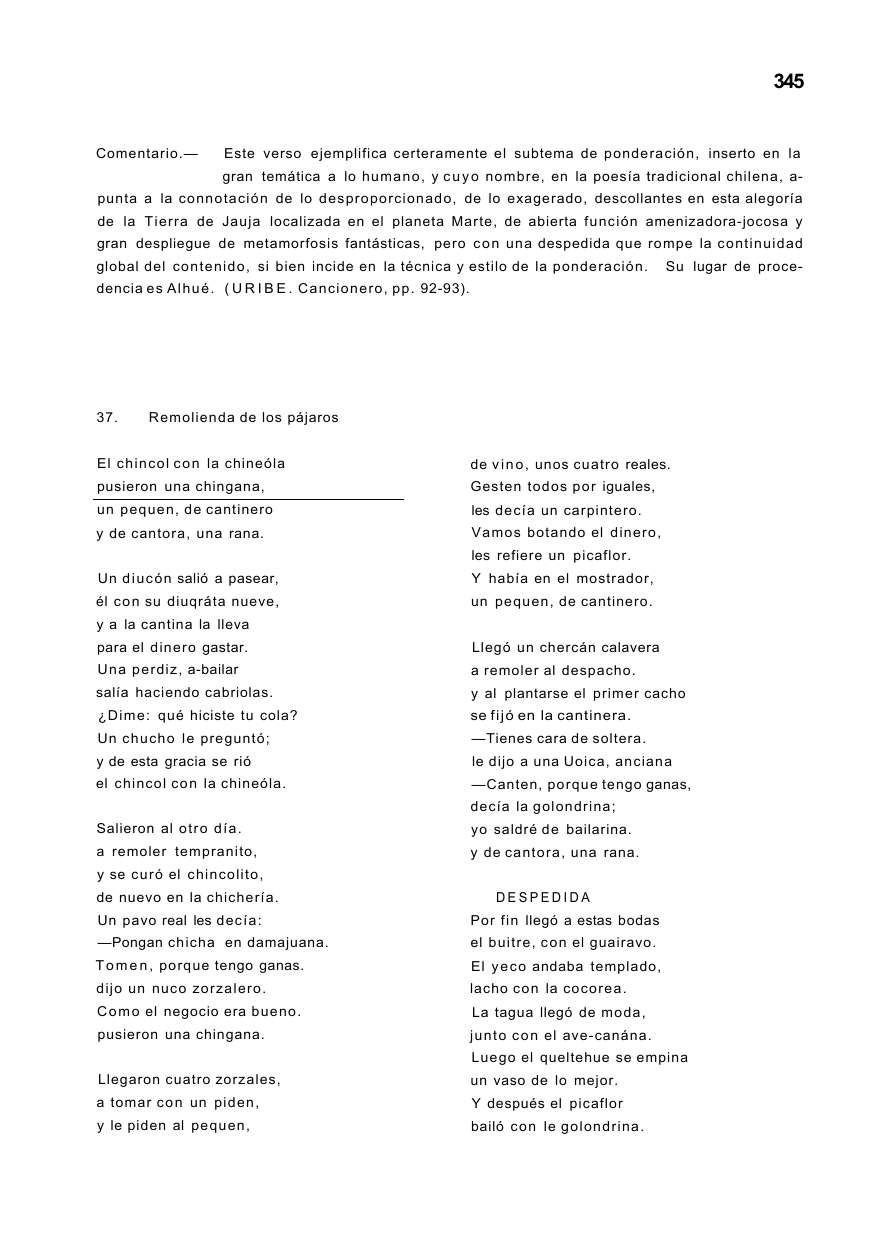 345
Comentario.— Este verso ejemplifica certeramente el subtema de ponderación, inserto en la
gran temática a lo humano, y cuyo nombre, en la poesía tradicional chilena, a-
punta a la connotación de lo desproporcionado, de lo exagerado, descollantes en esta alegoría
de la Tierra de Jauja localizada en el planeta Marte, de abierta función amenizadora-jocosa y
gran despliegue de metamorfosis fantásticas, pero con una despedida que rompe la continuidad
global del contenido, si bien incide en la técnica y estilo de la ponderación. Su lugar de proce-
dencia es Alhué. (URIBE. Cancionero, pp. 92-93).
37. Remolienda de los pájaros
El chincol con la chineóla
pusieron una chingana,
un pequen, de cantinero
y de cantora, una rana.
Un diucón salió a pasear,
él con su diuqráta nueve,
y a la cantina la lleva
para el dinero gastar.
Una perdiz, a-bailar
salía haciendo cabriolas.
¿Dime: qué hiciste tu cola?
Un chucho le preguntó;
y de esta gracia se rió
el chincol con la chineóla.
Salieron al otro día.
a remoler tempranito,
y se curó el chincolito,
de nuevo en la chichería.
Un pavo real les decía:
—Pongan chicha en damajuana.
Tomen, porque tengo ganas.
dijo un nuco zorzalero.
Como el negocio era bueno.
pusieron una chingana.
Llegaron cuatro zorzales,
a tomar con un piden,
y le piden al pequen,
de vino, unos cuatro reales.
Gesten todos por iguales,
les decía un carpintero.
Vamos botando el dinero,
les refiere un picaflor.
Y había en el mostrador,
un pequen, de cantinero.
Llegó un chercán calavera
a remoler al despacho.
y al plantarse el primer cacho
se fijó en la cantinera.
—Tienes cara de soltera.
le dijo a una Uoica, anciana
—Canten, porque tengo ganas,
decía la golondrina;
yo saldré de bailarina.
y de cantora, una rana.
DESPEDIDA
Por fin llegó a estas bodas
el buitre, con el guairavo.
El yeco andaba templado,
lacho con la cocorea.
La tagua llegó de moda,
junto con el ave-canána.
Luego el queltehue se empina
un vaso de lo mejor.
Y después el picaflor
bailó con le golondrina.